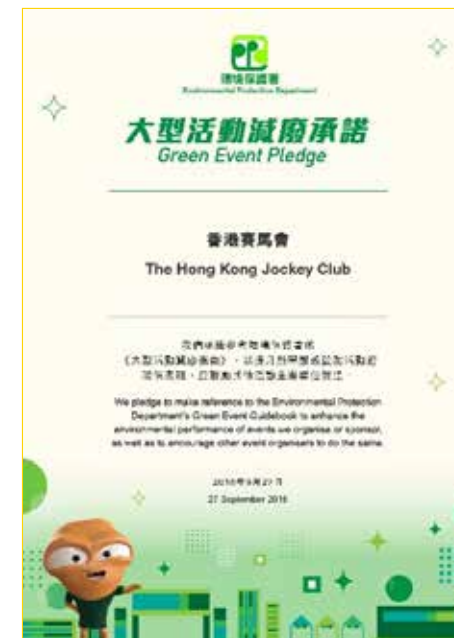 環境保護署
Environmental Protection Department
大型活動減廢承諾
Green Event Pledge
香港賽馬會
The Hong Kong Jockey Club
We pledge to make reference to the Environmental Protection
Department's Green Event Guidebook to enhance the
environmental performance of events we organise or sponsor,
as well as to encourage other event organisers to do the same.
27 September 2016